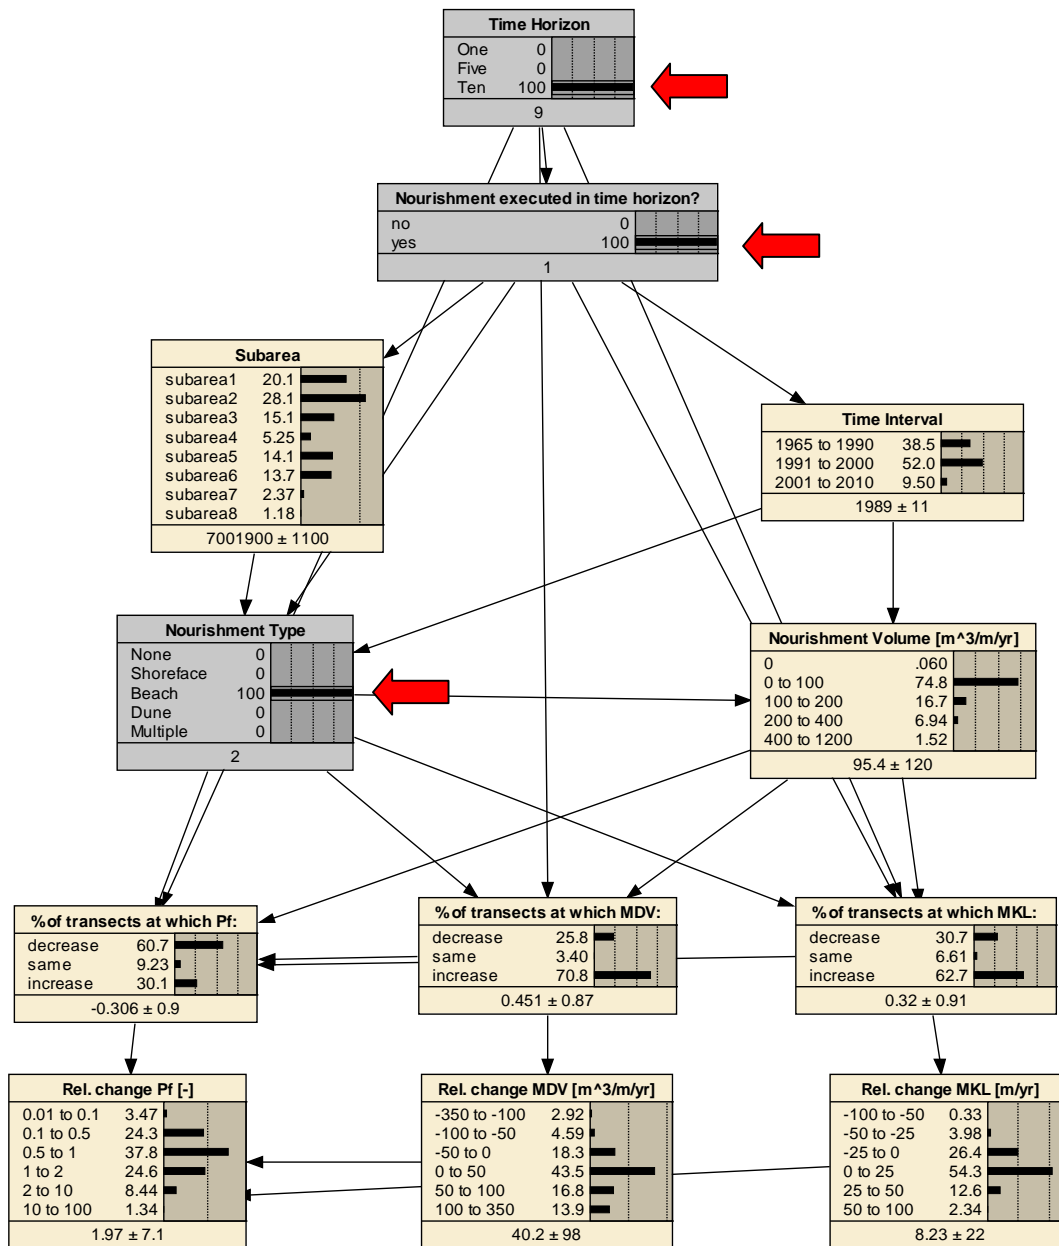 Time Horizon
One 0
Five 0
Ten 100
9
Nourishment executed in time horizon?
no 0
yes 100
1
Subarea
subarea1 20.1
subarea2 28.1
subarea3 15.1
subarea4 5.25
subarea5 14.1
subarea6 13.7
subarea7 2.37
subarea8 1.18
7001900 ± 1100
Time Interval
1965 to 1990 38.5
1991 to 2000 52.0
2001 to 2010 9.50
1989 ± 11
Nourishment Type
None 0
Shoreface 0
Beach 100
Dune 0
Multiple 0
2
Nourishment Volume [m^3/m/yr]
0 .060
0 to 100 74.8
100 to 200 16.7
200 to 400 6.94
400 to 1200 1.52
95.4 ± 120
% of transects at which Pf:
decrease 60.7
same 9.23
increase 30.1
-0.306 ± 0.9
% of transects at which MDV:
decrease 25.8
same 3.40
increase 70.8
0.451 ± 0.87
% of transects at which MKL:
decrease 30.7
same 6.61
increase 62.7
0.32 ± 0.91
Rel. change Pf [-]
0.01 to 0.1 3.47
0.1 to 0.5 24.3
0.5 to 1 37.8
1 to 2 24.6
2 to 10 8.44
10 to 100 1.34
1.97 ± 7.1
Rel. change MDV [m^3/m/yr]
-350 to -100 2.92
-100 to -50 4.59
-50 to 0 18.3
0 to 50 43.5
50 to 100 16.8
100 to 350 13.9
40.2 ± 98
Rel. change MKL [m/yr]
-100 to -50 0.33
-50 to -25 3.98
-25 to 0 26.4
0 to 25 54.3
25 to 50 12.6
50 to 100 2.34
8.23 ± 22